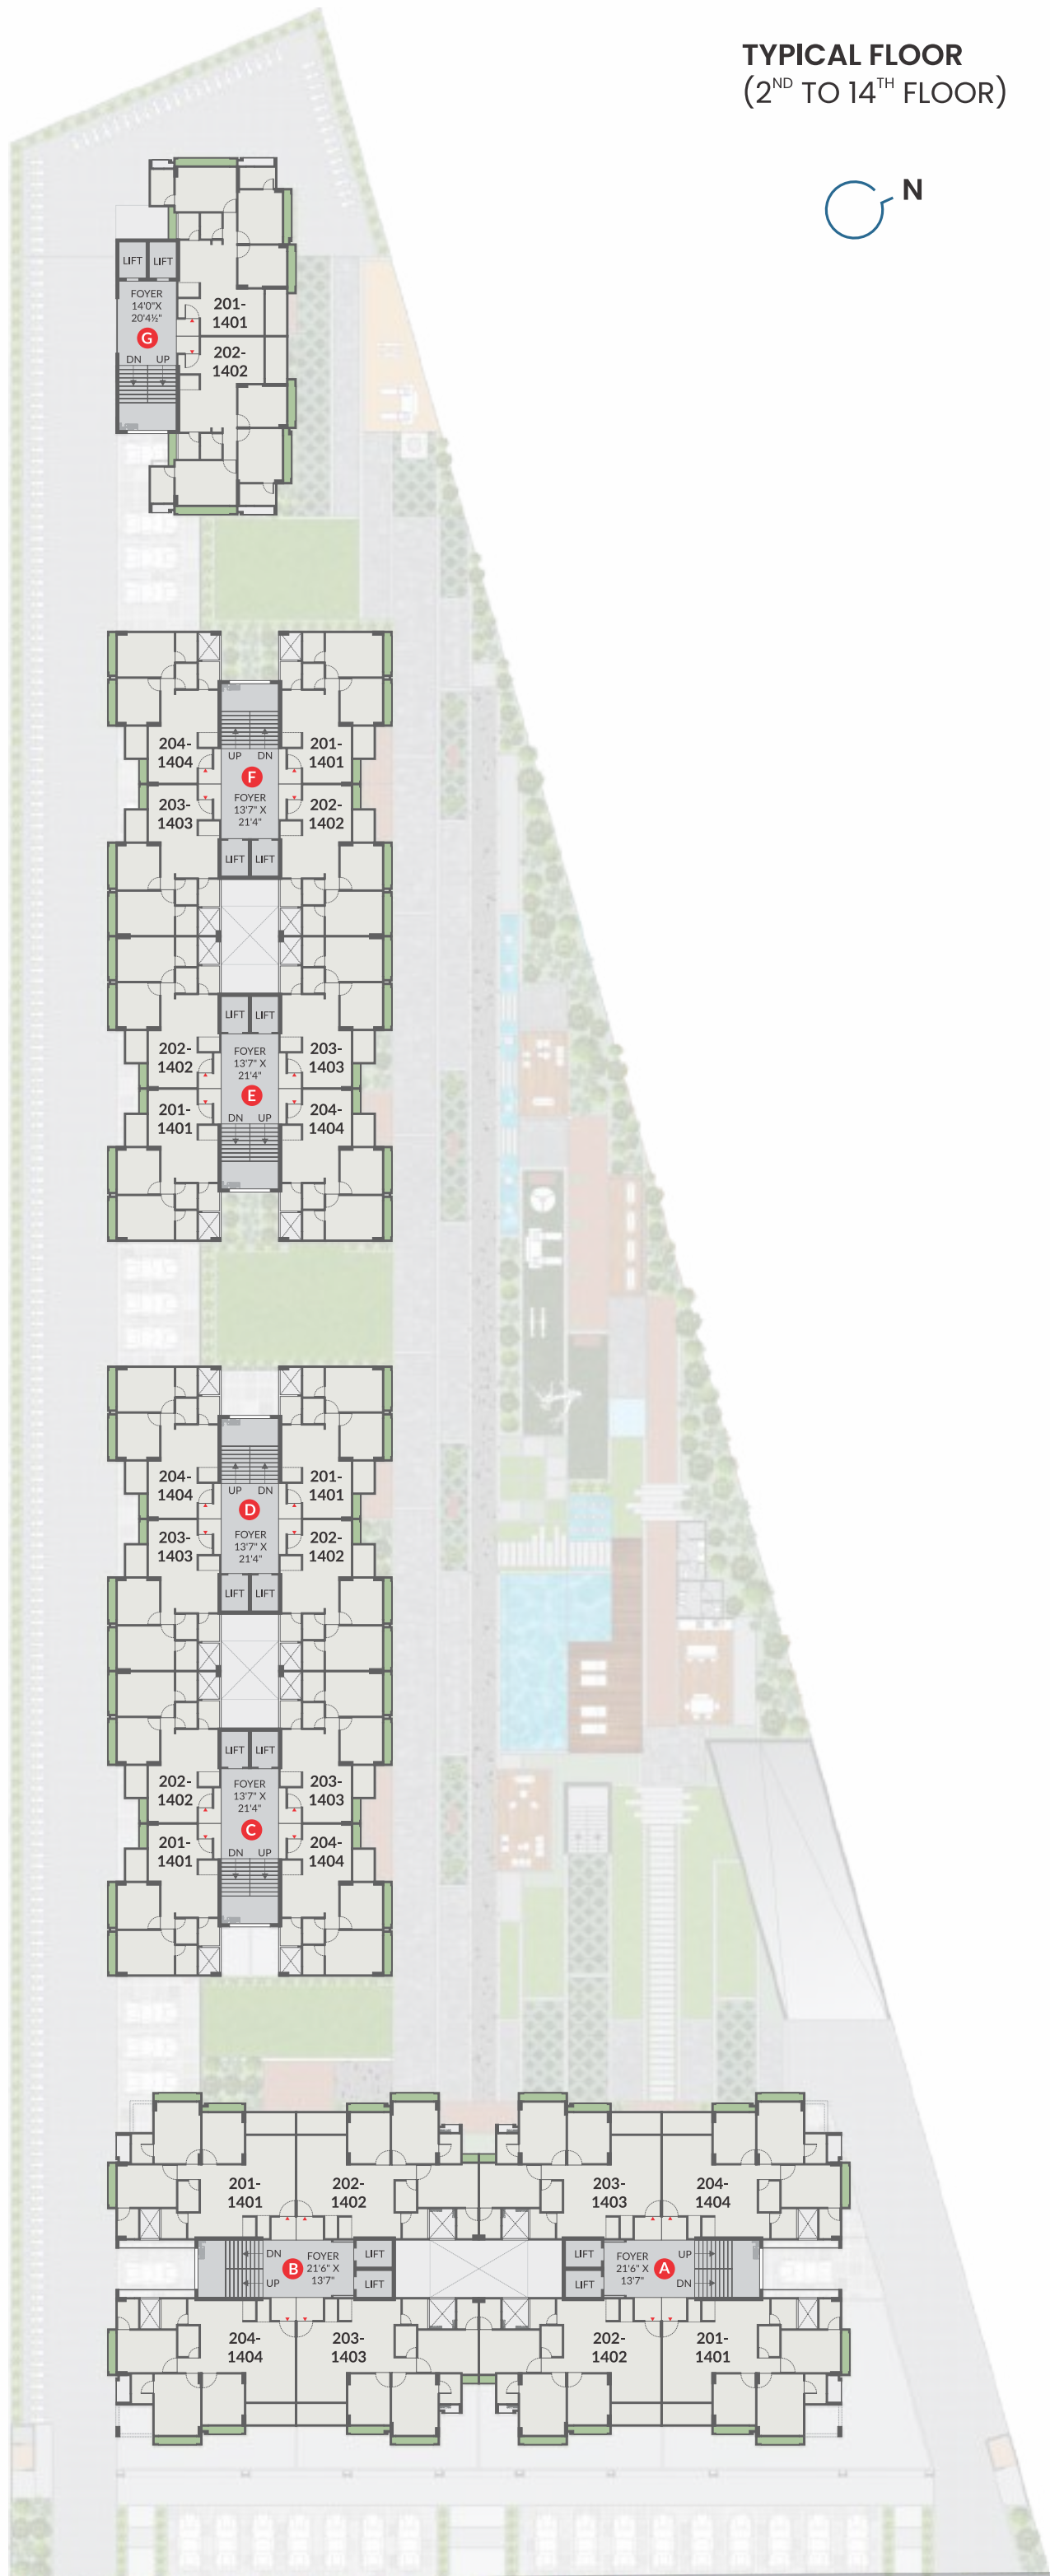 TYPICAL FLOOR
(2ND TO 14TH FLOOR)
N
LIFT LIFT
FOYER
14'0"X
20'4½"
G
DN UP
201-
1401
202-
1402
204-
1404
203-
1403
UP DN
F
FOYER
13'7" X
21'4"
LIFT LIFT
201-
1401
202-
1402
LIFT LIFT
202-
1402
201-
1401
FOYER
13'7" X
21'4"
E
DN UP
203-
1403
204-
1404
204-
1404
203-
1403
UP DN
D
FOYER
13'7" X
21'4"
LIFT LIFT
201-
1401
202-
1402
LIFT LIFT
202-
1402
201-
1401
FOYER
13'7" X
21'4"
C
DN UP
203-
1403
204-
1404
201-
1401
202-
1402
203-
1403
204-
1404
DN
UP
B
FOYER
21'6" X
13'7"
LIFT
LIFT
LIFT
LIFT
FOYER
21'6" X
13'7"
A
UP
DN
204-
1404
203-
1403
202-
1402
201-
1401